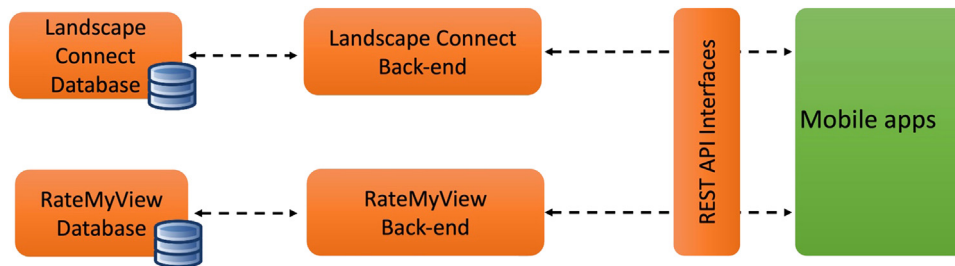 Landscape
Connect
Database
Landscape Connect
Back-end
REST API Interfaces
Mobile apps
RateMyView
Database
RateMyView
Back-end